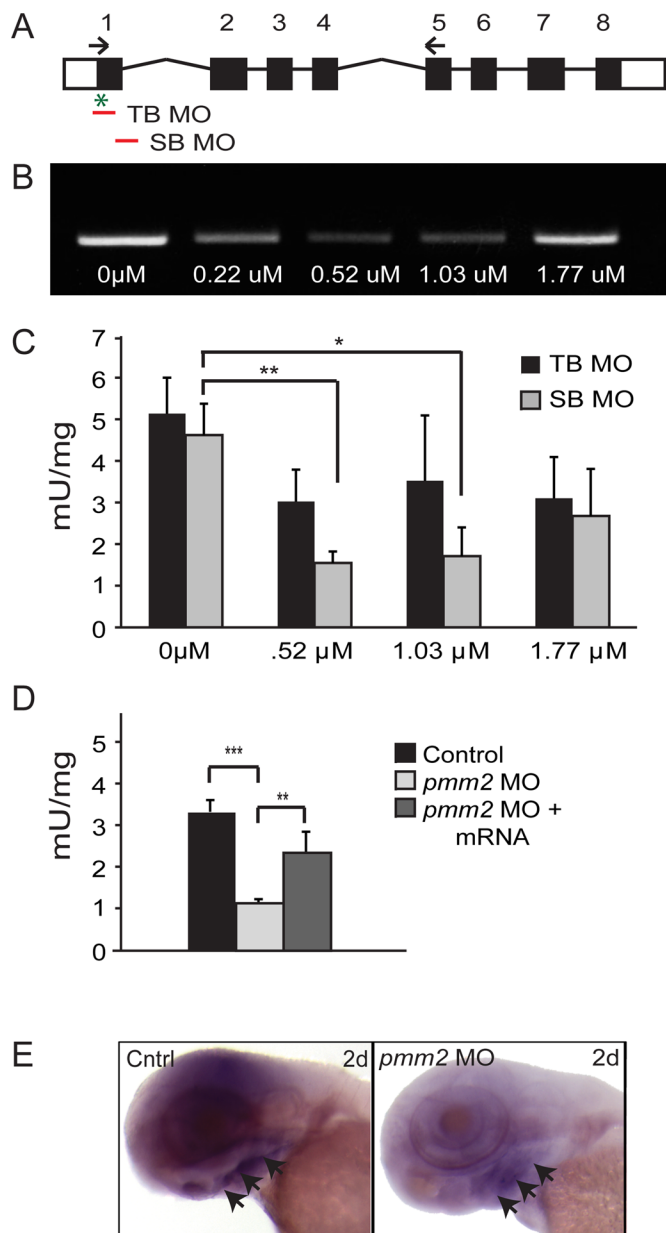 A
1 2 3 4 5 6 7 8
*
TB MO
SB MO
B
0µM 0.22 uM 0.52 uM 1.03 uM 1.77 uM
C
7
6
5
4
3
2
1
0
mU/mg
*
**
TB MO
SB MO
0µM .52 µM 1.03 µM 1.77 µM
D
5
4
3
2
1
0
mU/mg
***
**
Control
pmm2 MO
pmm2 MO +
mRNA
E
Cntrl 2d
pmm2 MO 2d